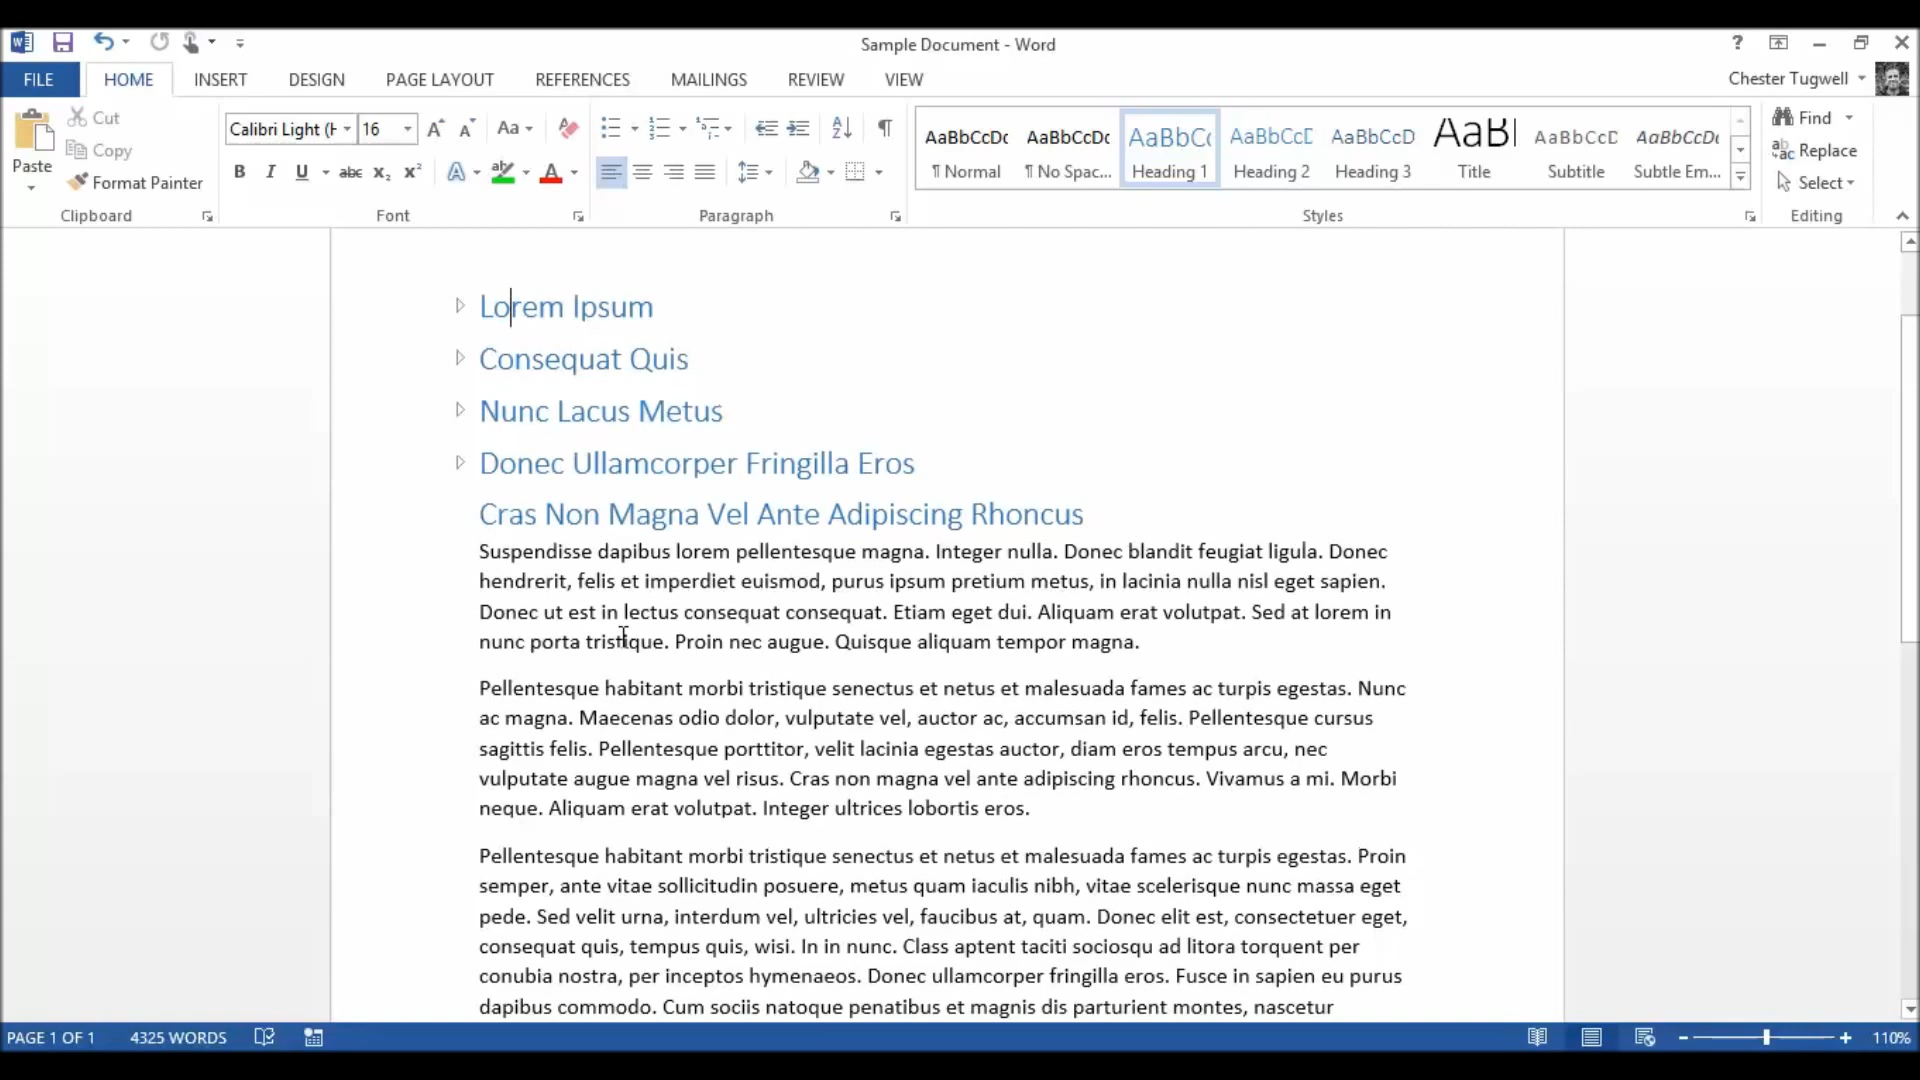 Sample Document - Word
FILE HOME INSERT DESIGN PAGE LAYOUT REFERENCES MAILINGS REVIEW VIEW
Chester Tugwell
Paste
Cut
Copy
Format Painter
Clipboard
Calibri Light (H 16
Aa
B I U abc X₂ X² A A
Font
Paragraph
AaBbCcDc AaBbCcDc AaBbC AaBbCcD AaBbCcD AaB AaBbCcD AaBbCcDc
¶ Normal ¶ No Spac... Heading 1 Heading 2 Heading 3 Title Subtitle Subtle Em...
Styles
Find
Replace
Select
Editing
Lorem Ipsum
Consequat Quis
Nunc Lacus Metus
Donec Ullamcorper Fringilla Eros
Cras Non Magna Vel Ante Adipiscing Rhoncus
Suspendisse dapibus lorem pellentesque magna. Integer nulla. Donec blandit feugiat ligula. Donec
hendrerit, felis et imperdiet euismod, purus ipsum pretium metus, in lacinia nulla nisl eget sapien.
Donec ut est in lectus consequat consequat. Etiam eget dui. Aliquam erat volutpat. Sed at lorem in
nunc porta tristique. Proin nec augue. Quisque aliquam tempor magna.
Pellentesque habitant morbi tristique senectus et netus et malesuada fames ac turpis egestas. Nunc
ac magna. Maecenas odio dolor, vulputate vel, auctor ac, accumsan id, felis. Pellentesque cursus
sagittis felis. Pellentesque porttitor, velit lacinia egestas auctor, diam eros tempus arcu, nec
vulputate augue magna vel risus. Cras non magna vel ante adipiscing rhoncus. Vivamus a mi. Morbi
neque. Aliquam erat volutpat. Integer ultrices lobortis eros.
Pellentesque habitant morbi tristique senectus et netus et malesuada fames ac turpis egestas. Proin
semper, ante vitae sollicitudin posuere, metus quam iaculis nibh, vitae scelerisque nunc massa eget
pede. Sed velit urna, interdum vel, ultricies vel, faucibus at, quam. Donec elit est, consectetuer eget,
consequat quis, tempus quis, wisi. In in nunc. Class aptent taciti sociosqu ad litora torquent per
conubia nostra, per inceptos hymenaeos. Donec ullamcorper fringilla eros. Fusce in sapien eu purus
dapibus commodo. Cum sociis natoque penatibus et magnis dis parturient montes, nascetur
PAGE 1 OF 1 4325 WORDS 110%